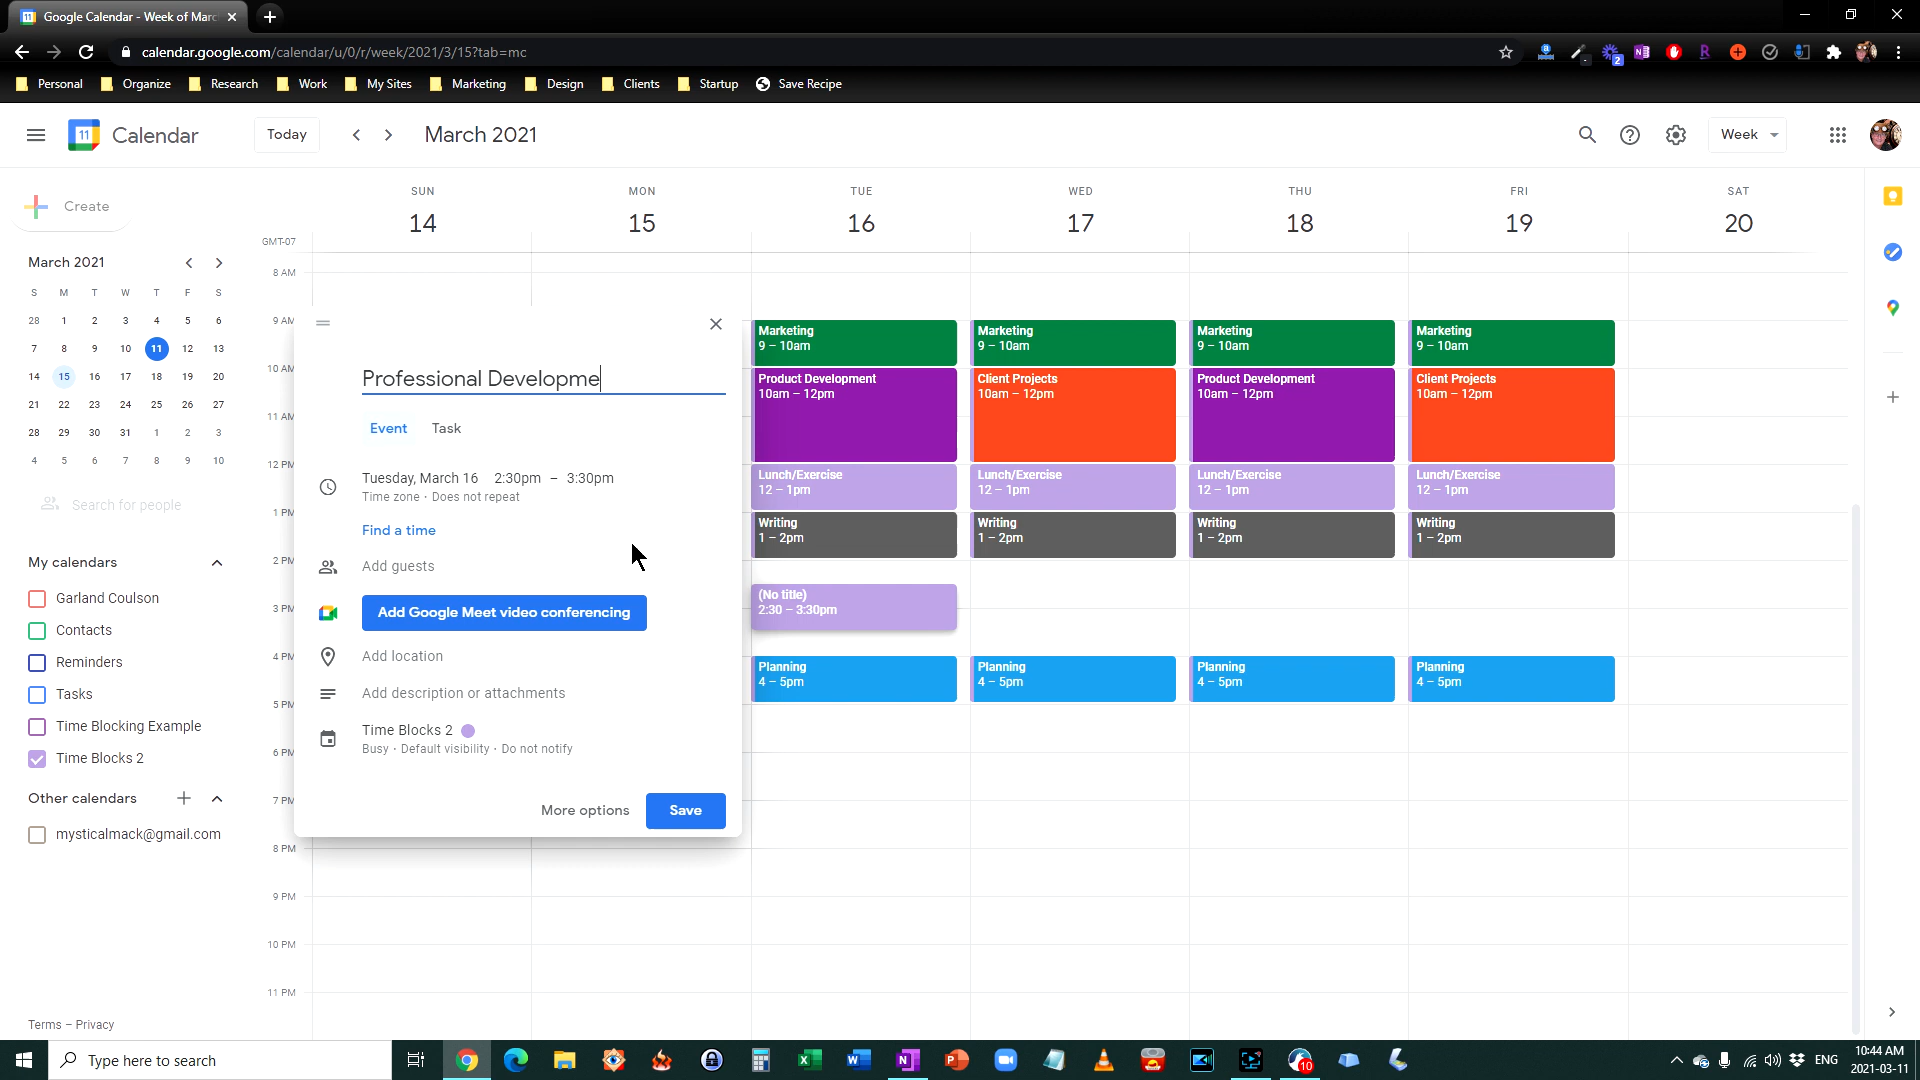 Google Calendar - Week of Marc
calendar.google.com/calendar/u/0/r/week/2021/3/15?tab=mc
Personal
Organize
Research
Work
My Sites
Marketing
Design
Clients
Startup
Save Recipe
11
Calendar
Today
March 2021
Week
Create
March 2021
S M T W T F S
28 1 2 3 4 5 6
7 8 9 10 11 12 13
14 15 16 17 18 19 20
21 22 23 24 25 26 27
28 29 30 31 1 2 3
4 5 6 7 8 9 10
Search for people
My calendars
Garland Coulson
Contacts
Reminders
Tasks
Time Blocking Example
Time Blocks 2
Other calendars
mysticalmack@gmail.com
Terms – Privacy
SUN MON TUE WED THU FRI SAT
14 15 16 17 18 19 20
GMT-07
8 AM
9 AM
10 AM
11 AM
12 PM
1 PM
2 PM
3 PM
4 PM
5 PM
6 PM
7 PM
8 PM
9 PM
10 PM
11 PM
Professional Developme
Event Task
Tuesday, March 16 2:30pm – 3:30pm
Time zone · Does not repeat
Find a time
Add guests
Add Google Meet video conferencing
Add location
Add description or attachments
Time Blocks 2
Busy · Default visibility · Do not notify
More options
Save
Marketing
9 – 10am
Product Development
10am – 12pm
Lunch/Exercise
12 – 1pm
Writing
1 – 2pm
(No title)
2:30 – 3:30pm
Planning
4 – 5pm
Marketing
9 – 10am
Client Projects
10am – 12pm
Lunch/Exercise
12 – 1pm
Writing
1 – 2pm
Planning
4 – 5pm
Marketing
9 – 10am
Product Development
10am – 12pm
Lunch/Exercise
12 – 1pm
Writing
1 – 2pm
Planning
4 – 5pm
Marketing
9 – 10am
Client Projects
10am – 12pm
Lunch/Exercise
12 – 1pm
Writing
1 – 2pm
Planning
4 – 5pm
Type here to search
10
ENG
10:44 AM
2021-03-11